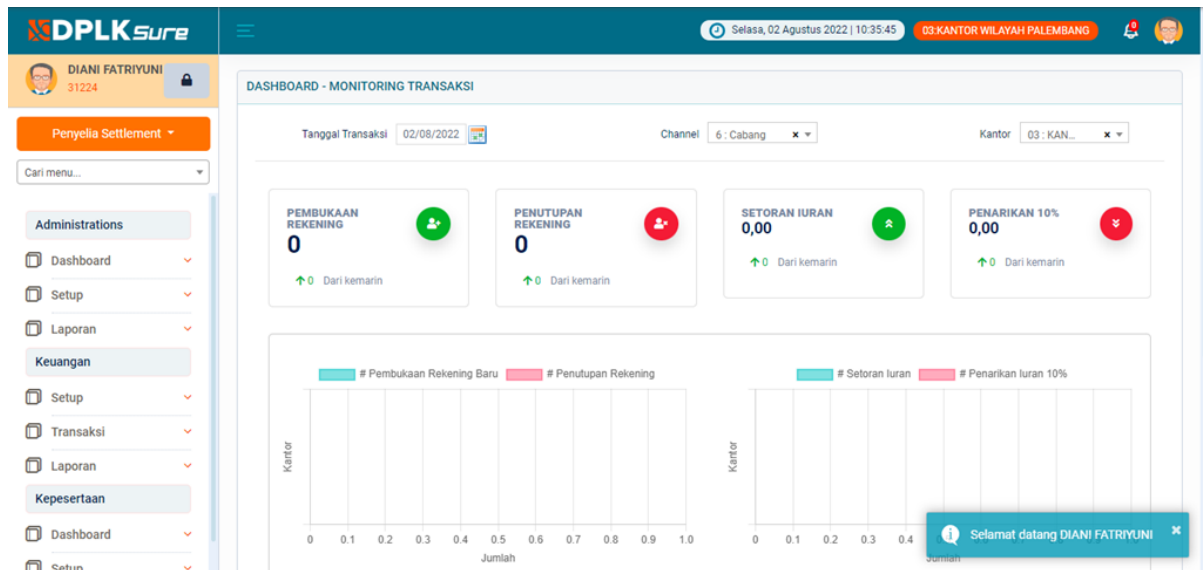 DPLKSure
Selasa, 02 Agustus 2022 | 10:35:45
03:KANTOR WILAYAH PALEMBANG
0
DIANI FATRIYUNI
31224
Penyelia Settlement
Cari menu...
Administrations
Dashboard
Setup
Laporan
Keuangan
Setup
Transaksi
Laporan
Kepesertaan
Dashboard
Setup
DASHBOARD - MONITORING TRANSAKSI
Tanggal Transaksi 02/08/2022
Channel 6 : Cabang x
Kantor 03 : KAN... x
PEMBUKAAN
REKENING
0
0 Dari kemarin
PENUTUPAN
REKENING
0
0 Dari kemarin
SETORAN IURAN
0,00
0 Dari kemarin
PENARIKAN 10%
0,00
0 Dari kemarin
# Pembukaan Rekening Baru # Penutupan Rekening
Kantor
0 0.1 0.2 0.3 0.4 0.5 0.6 0.7 0.8 0.9 1.0
Jumlah
# Setoran Iuran # Penarikan Iuran 10%
Kantor
0 0.1 0.2 0.3 0.4
Jumlah
Selamat datang DIANI FATRIYUNI ×